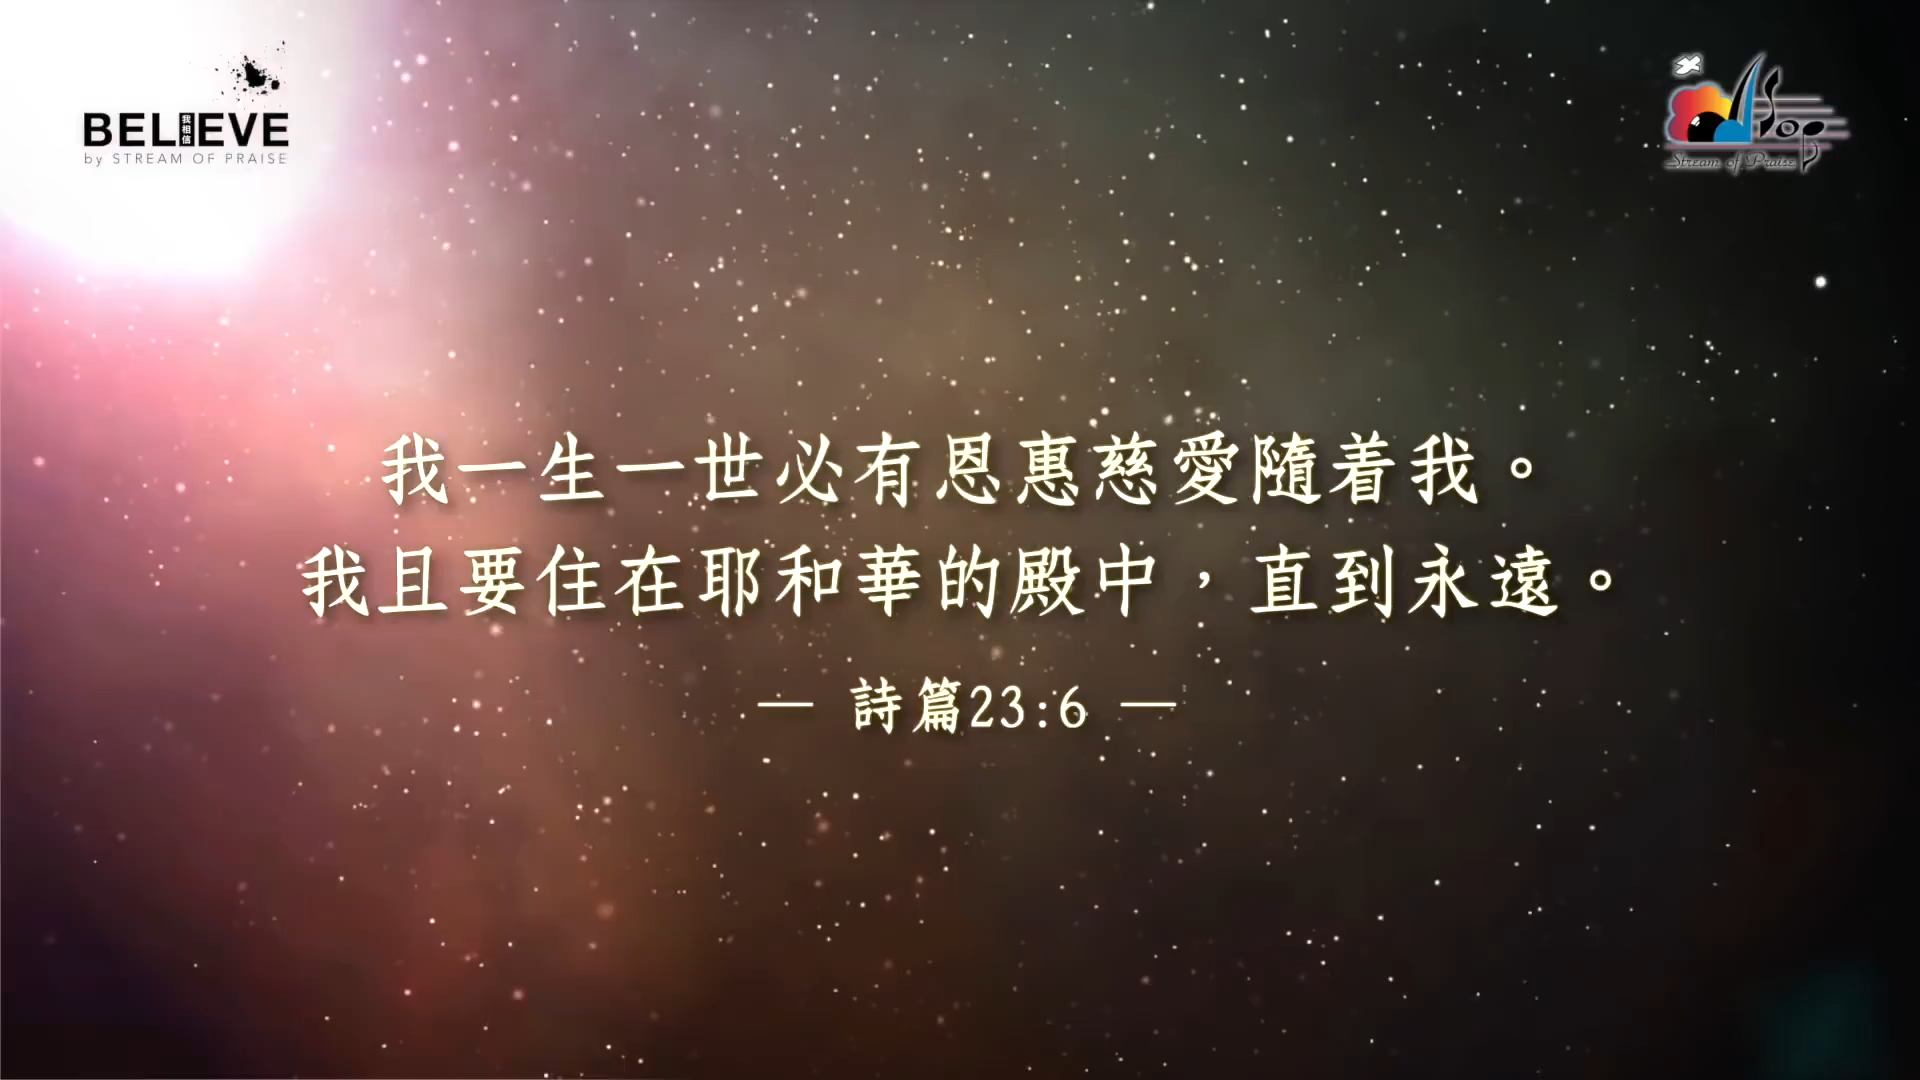 BELIEVE
我相信
by STREAM OF PRAISE
SOP
Stream of Praise
我一生一世必有恩惠慈愛隨着我。
我且要住在耶和華的殿中，直到永遠。
— 詩篇23:6 —